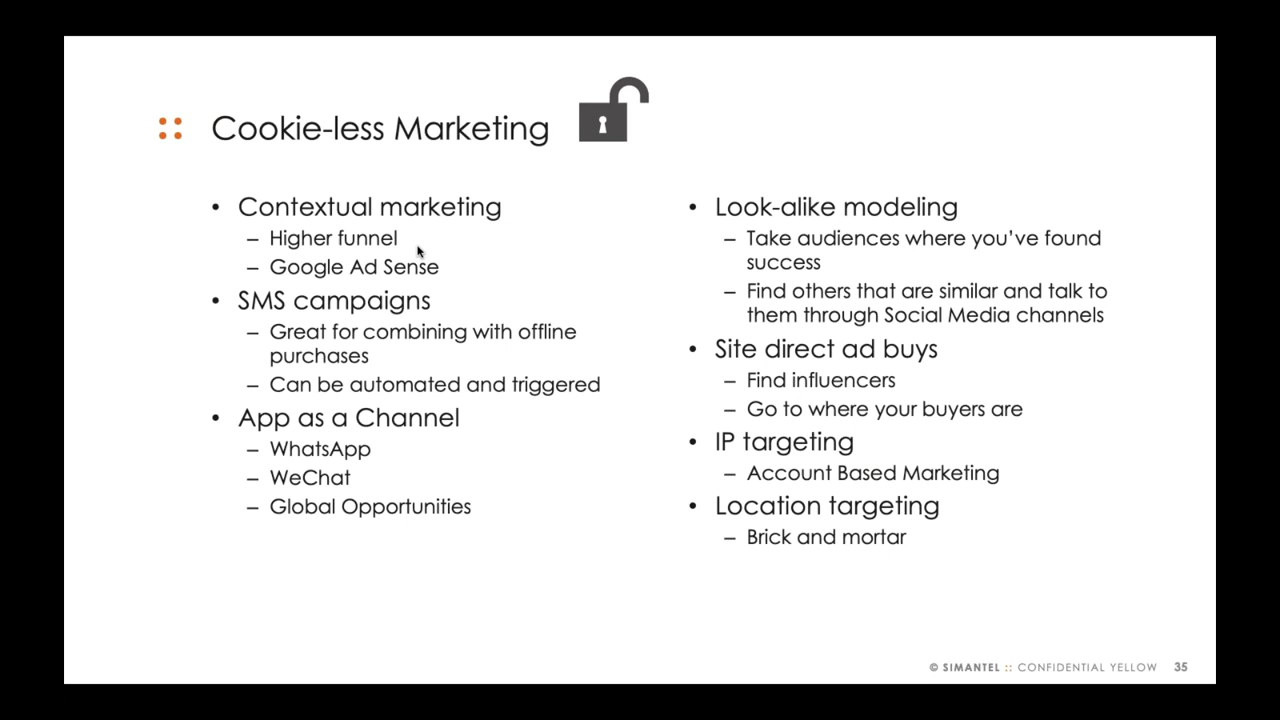 Cookie-less Marketing
• Contextual marketing
– Higher funnel
– Google Ad Sense
• SMS campaigns
– Great for combining with offline
purchases
– Can be automated and triggered
• App as a Channel
– WhatsApp
– WeChat
– Global Opportunities
• Look-alike modeling
– Take audiences where you’ve found
success
– Find others that are similar and talk to
them through Social Media channels
• Site direct ad buys
– Find influencers
– Go to where your buyers are
• IP targeting
– Account Based Marketing
• Location targeting
– Brick and mortar
© SIMANTEL :: CONFIDENTIAL YELLOW 35